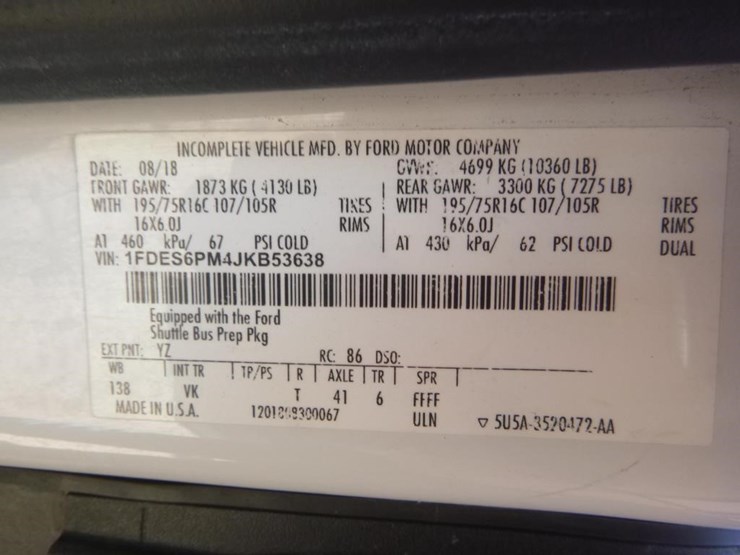 INCOMPLETE VEHICLE MFD. BY FORD MOTOR COMPANY
DATE: 08/18 GVWR: 4699 KG (10360 LB)
FRONT GAWR: 1873 KG ( 4130 LB) REAR GAWR: 3300 KG ( 7275 LB)
WITH 195/75R16C 107/105R TIRES WITH 195/75R16C 107/105R TIRES
16X6.0J RIMS 16X6.0J RIMS
AT 460 kPa/ 67 PSI COLD AT 430 kPa/ 62 PSI COLD DUAL
VIN: 1FDES6PM4JKB53638
Equipped with the Ford
Shuttle Bus Prep Pkg
EXT PNT: YZ RC: 86 DSO:
WB INT TR TP/PS R AXLE TR SPR
138 VK T 41 6 FFFF
MADE IN U.S.A. ULN 5U5A-3520472-AA